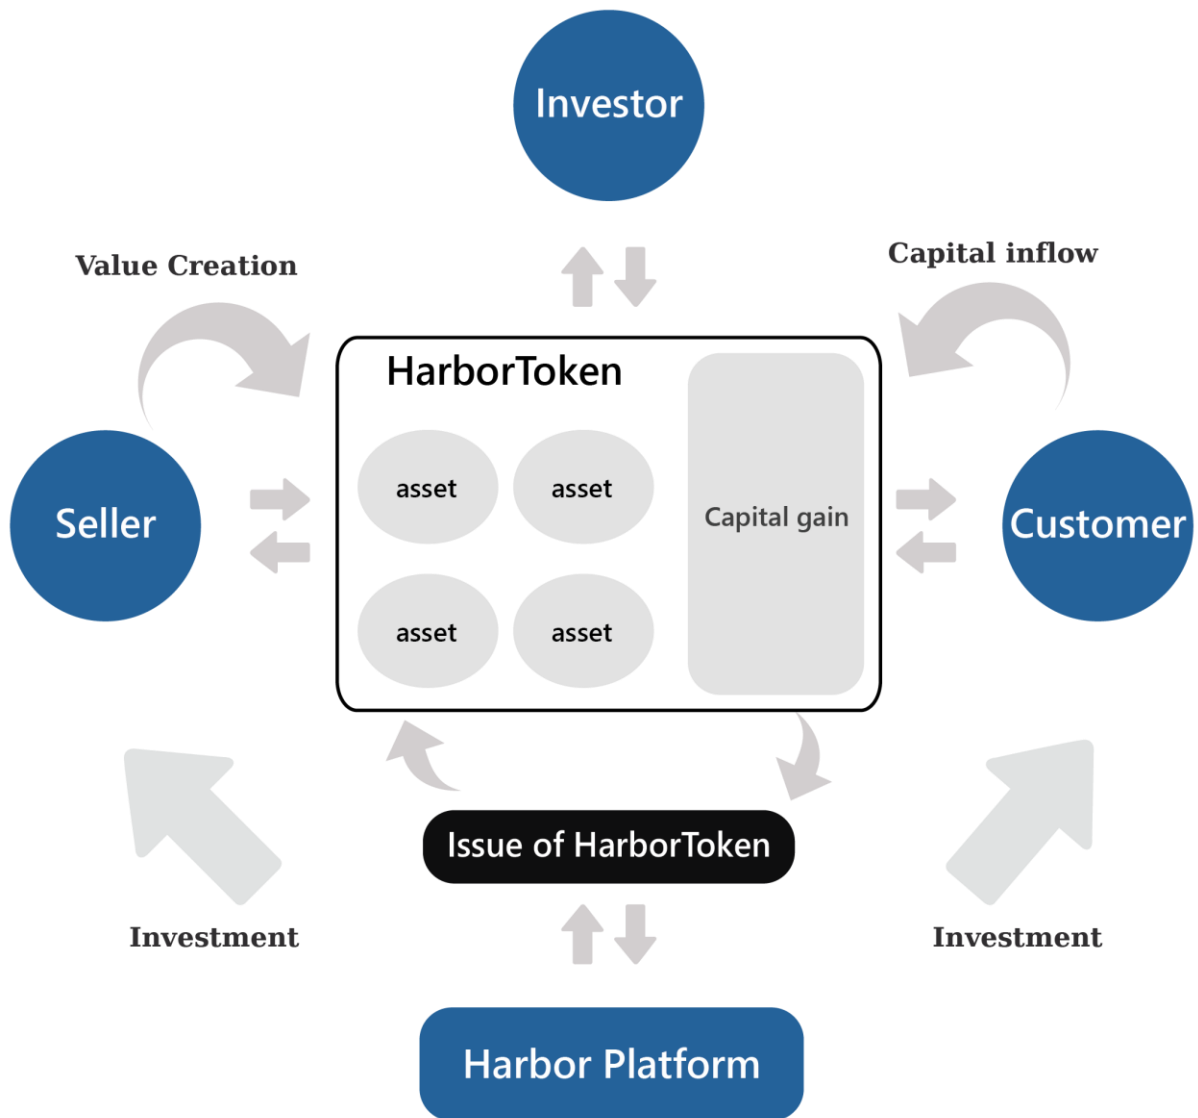 Investor
Value Creation
Capital inflow
HarborToken
asset
asset
Capital gain
Seller
Customer
asset
asset
Issue of HarborToken
Investment
Investment
Harbor Platform